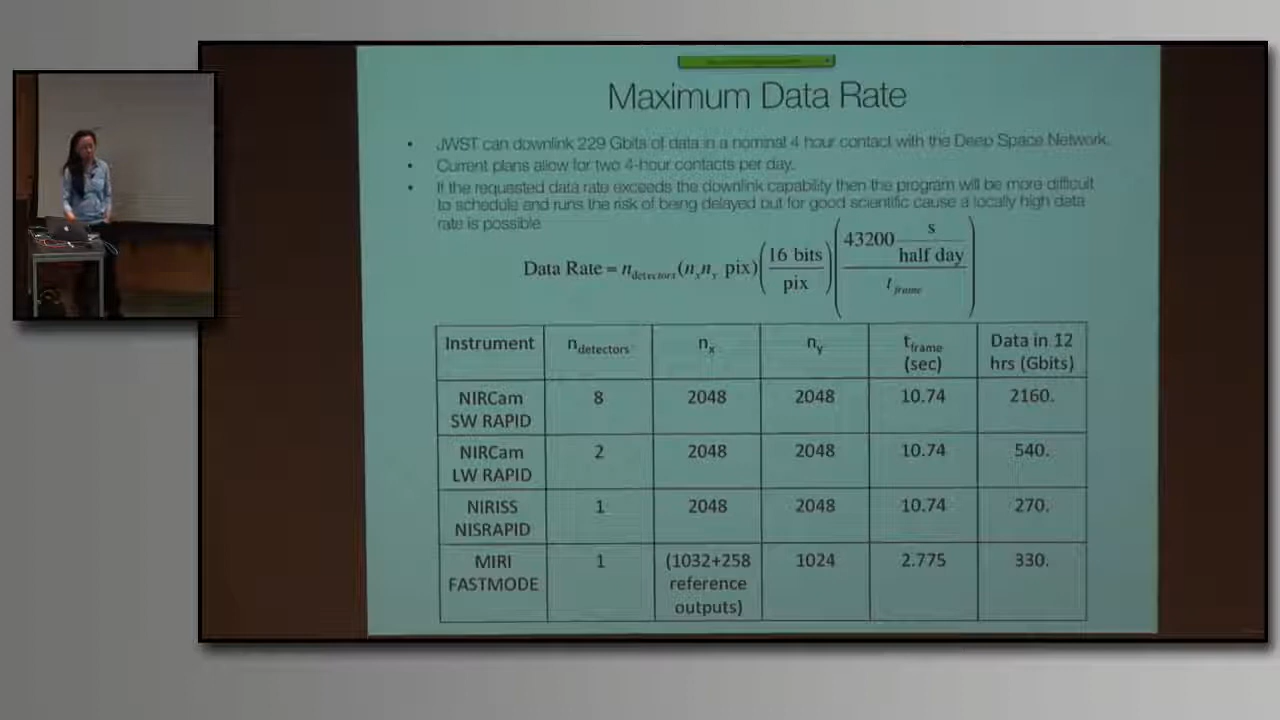 Maximum Data Rate
• JWST can downlink 229 Gbits of data in a nominal 4 hour contact with the Deep Space Network.
• Current plans allow for two 4-hour contacts per day.
• If the requested data rate exceeds the downlink capability then the program will be more difficult
to schedule and runs the risk of being delayed but for good scientific cause a locally high data
rate is possible
Data Rate = n_detectors (n_x n_y pix) (16 bits / pix) (43200 s / half day / t_frame)
Instrument n_detectors n_x n_y t_frame (sec) Data in 12 hrs (Gbits)
NIRCam SW RAPID 8 2048 2048 10.74 2160.
NIRCam LW RAPID 2 2048 2048 10.74 540.
NIRISS NISRAPID 1 2048 2048 10.74 270.
MIRI FASTMODE 1 (1032+258 reference outputs) 1024 2.775 330.